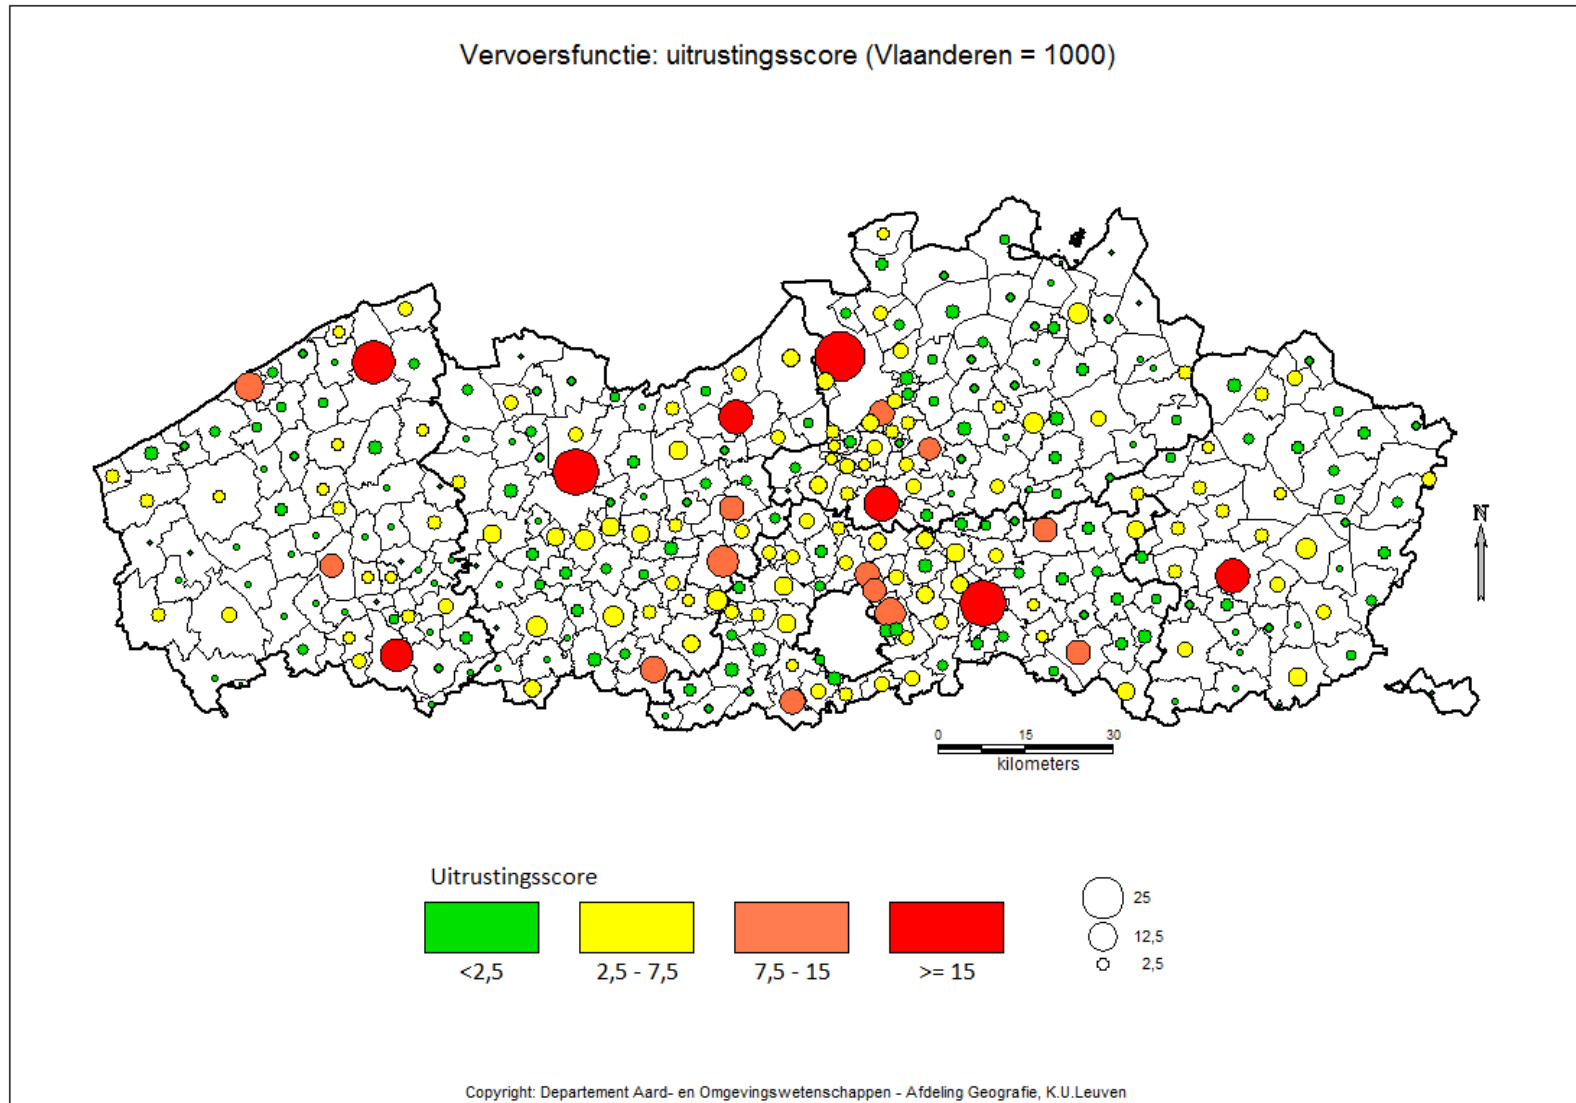 Vervoersfunctie: uitrustingsscore (Vlaanderen = 1000)
N
0 15 30
kilometers
Uitrustingsscore
<2,5 2,5 - 7,5 7,5 - 15 >= 15
25
12,5
2,5
Copyright: Departement Aard- en Omgevingswetenschappen - Afdeling Geografie, K.U.Leuven